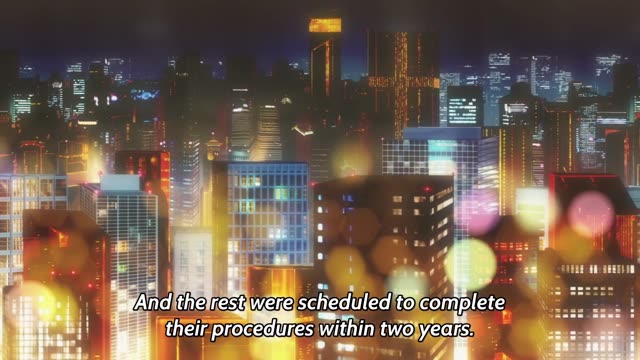 And the rest were scheduled to complete
their procedures within two years.